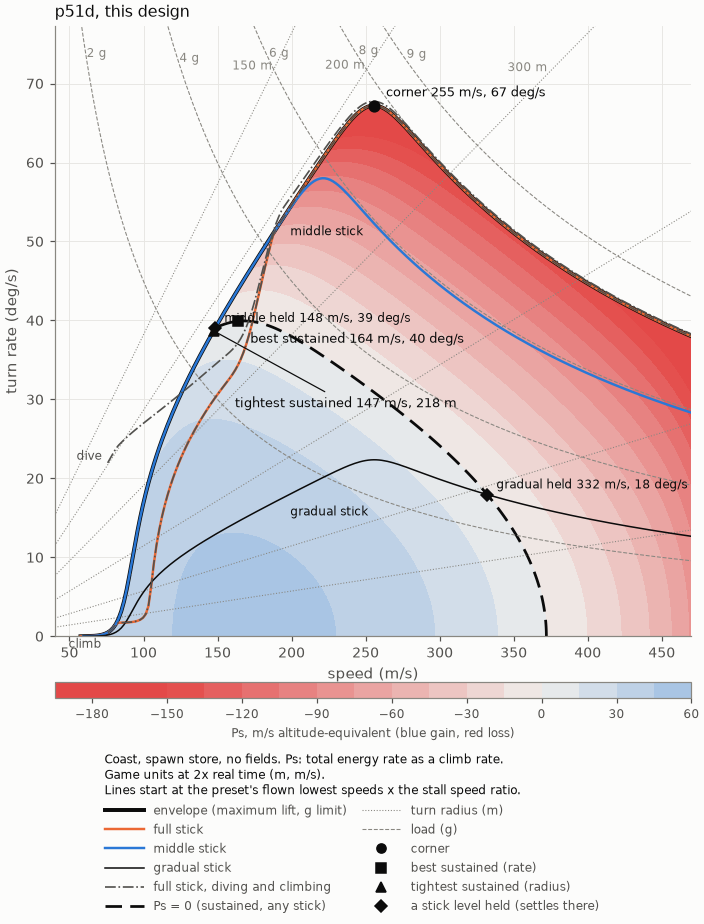 p51d, this design
2 g
4 g
6 g
8 g
9 g
150 m
200 m
300 m
corner 255 m/s, 67 deg/s
middle stick
middle held 148 m/s, 39 deg/s
best sustained 164 m/s, 40 deg/s
tightest sustained 147 m/s, 218 m
dive
gradual held 332 m/s, 18 deg/s
gradual stick
climb
turn rate (deg/s)
70
60
50
40
30
20
10
0
50
100
150
200
250
300
350
400
450
speed (m/s)
−180
−150
−120
−90
−60
−30
0
30
60
Ps, m/s altitude-equivalent (blue gain, red loss)
Coast, spawn store, no fields. Ps: total energy rate as a climb rate.
Game units at 2x real time (m, m/s).
Lines start at the preset's flown lowest speeds x the stall speed ratio.
envelope (maximum lift, g limit)
full stick
middle stick
gradual stick
full stick, diving and climbing
Ps = 0 (sustained, any stick)
turn radius (m)
load (g)
corner
best sustained (rate)
tightest sustained (radius)
a stick level held (settles there)